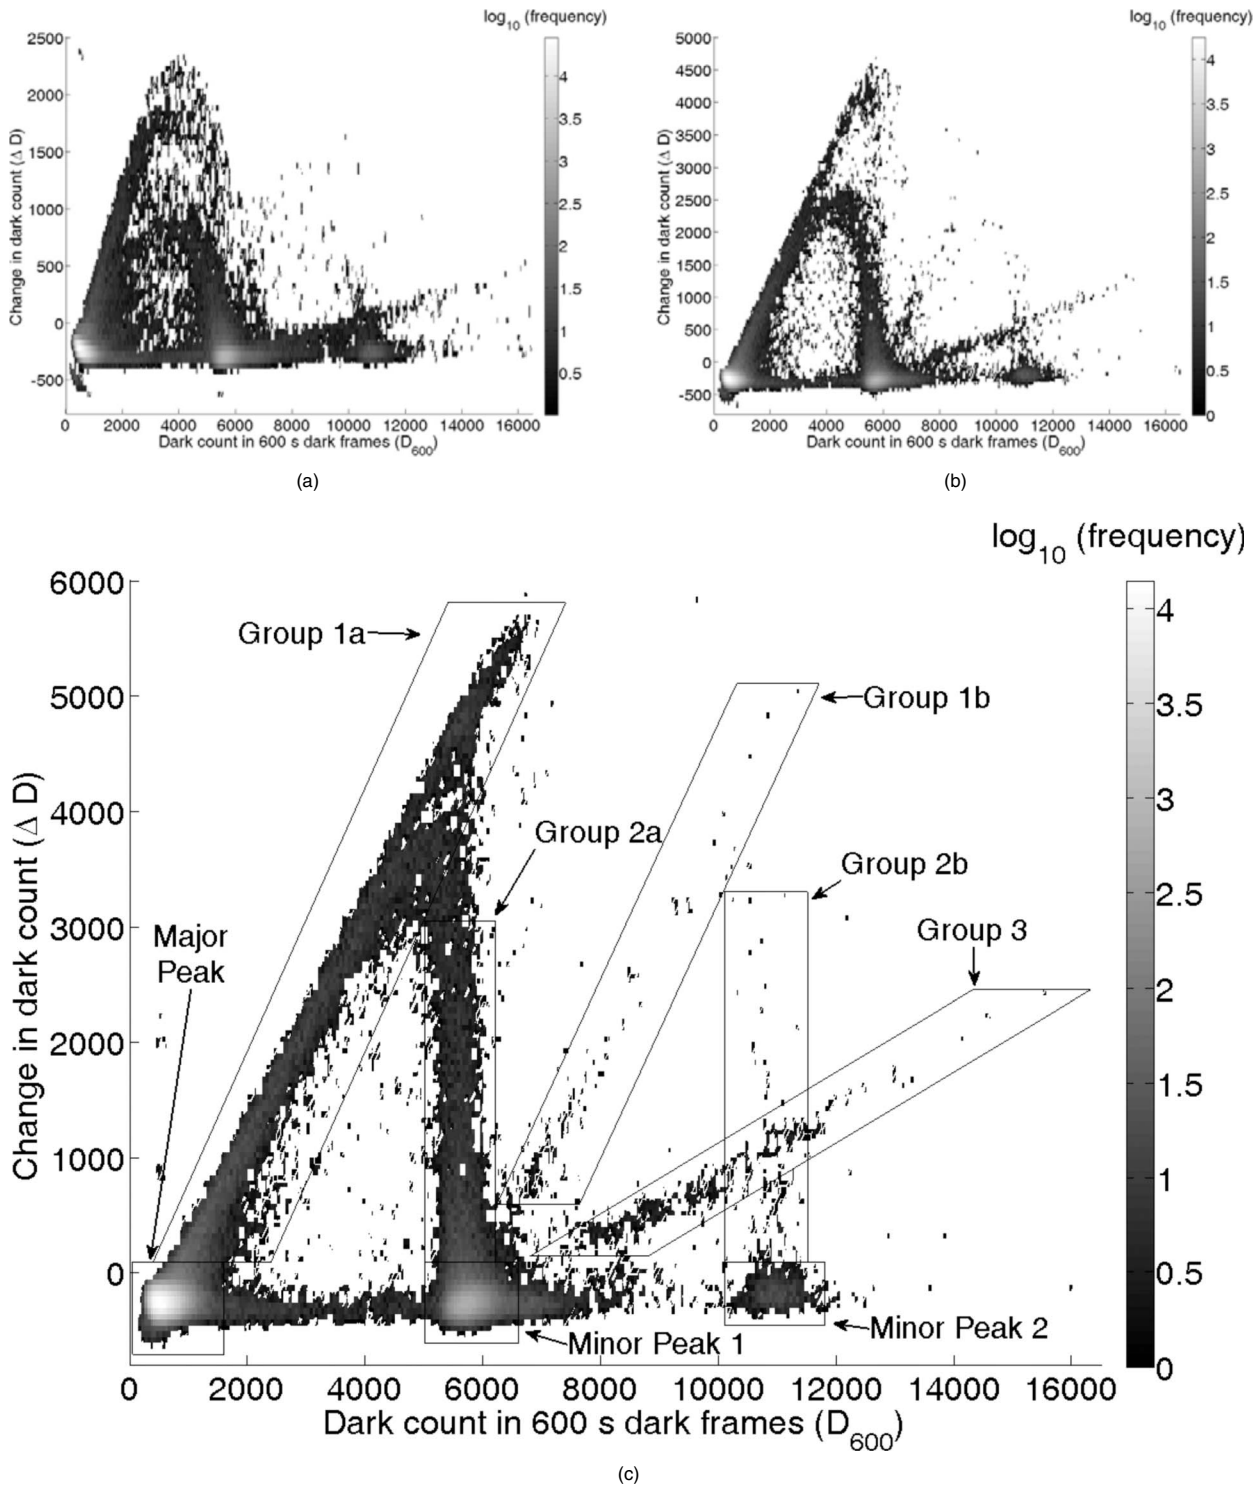 log10 (frequency)
2500
2000
1500
1000
500
0
-500
Change in dark count (Δ D)
0 2000 4000 6000 8000 10000 12000 14000 16000
Dark count in 600 s dark frames (D600)
4
3.5
3
2.5
2
1.5
1
0.5
(a)
log10 (frequency)
5000
4500
4000
3500
3000
2500
2000
1500
1000
500
0
-500
Change in dark count (Δ D)
0 2000 4000 6000 8000 10000 12000 14000 16000
Dark count in 600 s dark frames (D600)
4
3.5
3
2.5
2
1.5
1
0.5
0
(b)
log10 (frequency)
6000
5000
4000
3000
2000
1000
0
Change in dark count (Δ D)
Group 1a
Group 1b
Group 2a
Group 2b
Group 3
Major
Peak
Minor Peak 1
Minor Peak 2
0 2000 4000 6000 8000 10000 12000 14000 16000
Dark count in 600 s dark frames (D600)
4
3.5
3
2.5
2
1.5
1
0.5
0
(c)